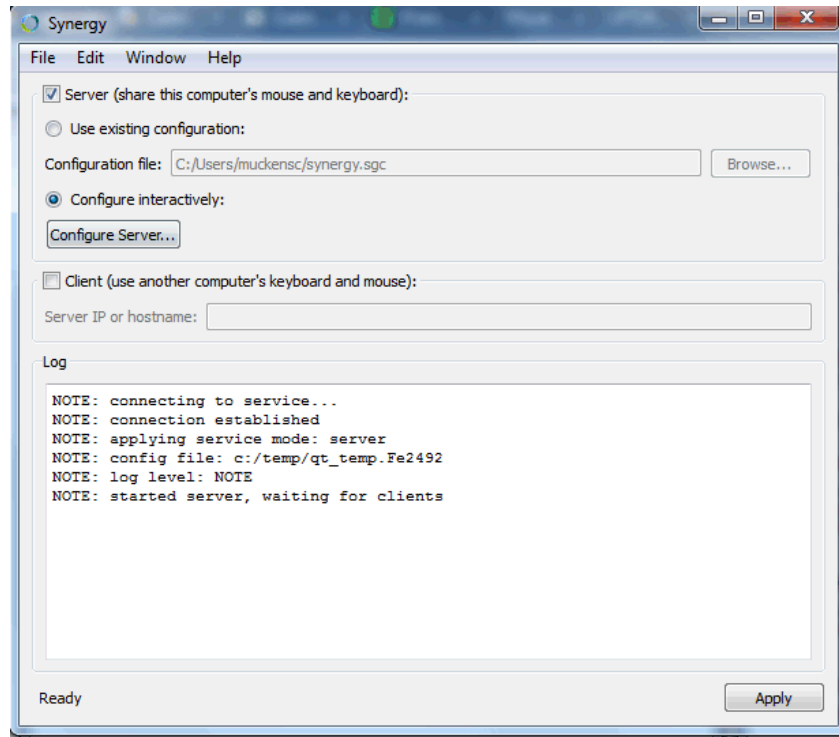 Synergy
File Edit Window Help
Server (share this computer's mouse and keyboard):
Use existing configuration:
Configuration file: C:/Users/muckensc/synergy.sgc Browse...
Configure interactively:
Configure Server...
Client (use another computer's keyboard and mouse):
Server IP or hostname:
Log
NOTE: connecting to service...
NOTE: connection established
NOTE: applying service mode: server
NOTE: config file: c:/temp/qt_temp.Fe2492
NOTE: log level: NOTE
NOTE: started server, waiting for clients
Ready Apply